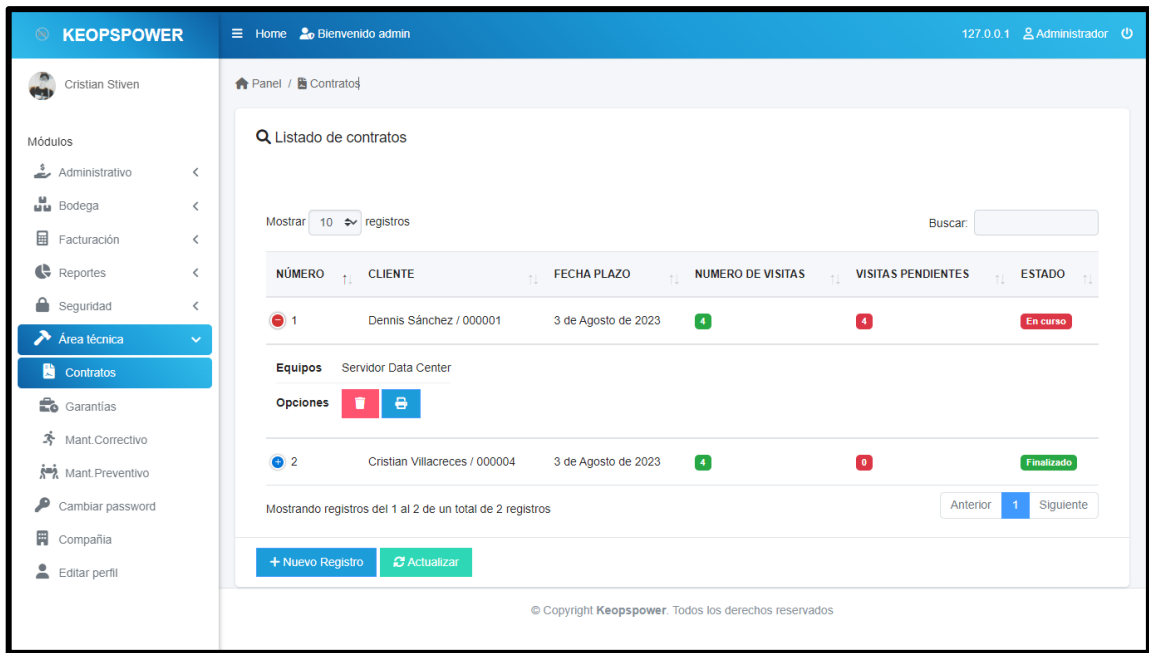 KEOPSPOWER
Home Bienvenido admin 127.0.0.1 Administrador
Cristian Stiven
Panel / Contratos
Módulos
Administrativo
Bodega
Facturación
Reportes
Seguridad
Área técnica
Contratos
Garantías
Mant.Correctivo
Mant.Preventivo
Cambiar password
Compañia
Editar perfil
Listado de contratos
Mostrar 10 registros Buscar:
NÚMERO CLIENTE FECHA PLAZO NUMERO DE VISITAS VISITAS PENDIENTES ESTADO
1 Dennis Sánchez / 000001 3 de Agosto de 2023 4 4 En curso
Equipos Servidor Data Center
Opciones
2 Cristian Villacreces / 000004 3 de Agosto de 2023 4 0 Finalizado
Mostrando registros del 1 al 2 de un total de 2 registros Anterior 1 Siguiente
Nuevo Registro Actualizar
© Copyright Keopspower. Todos los derechos reservados